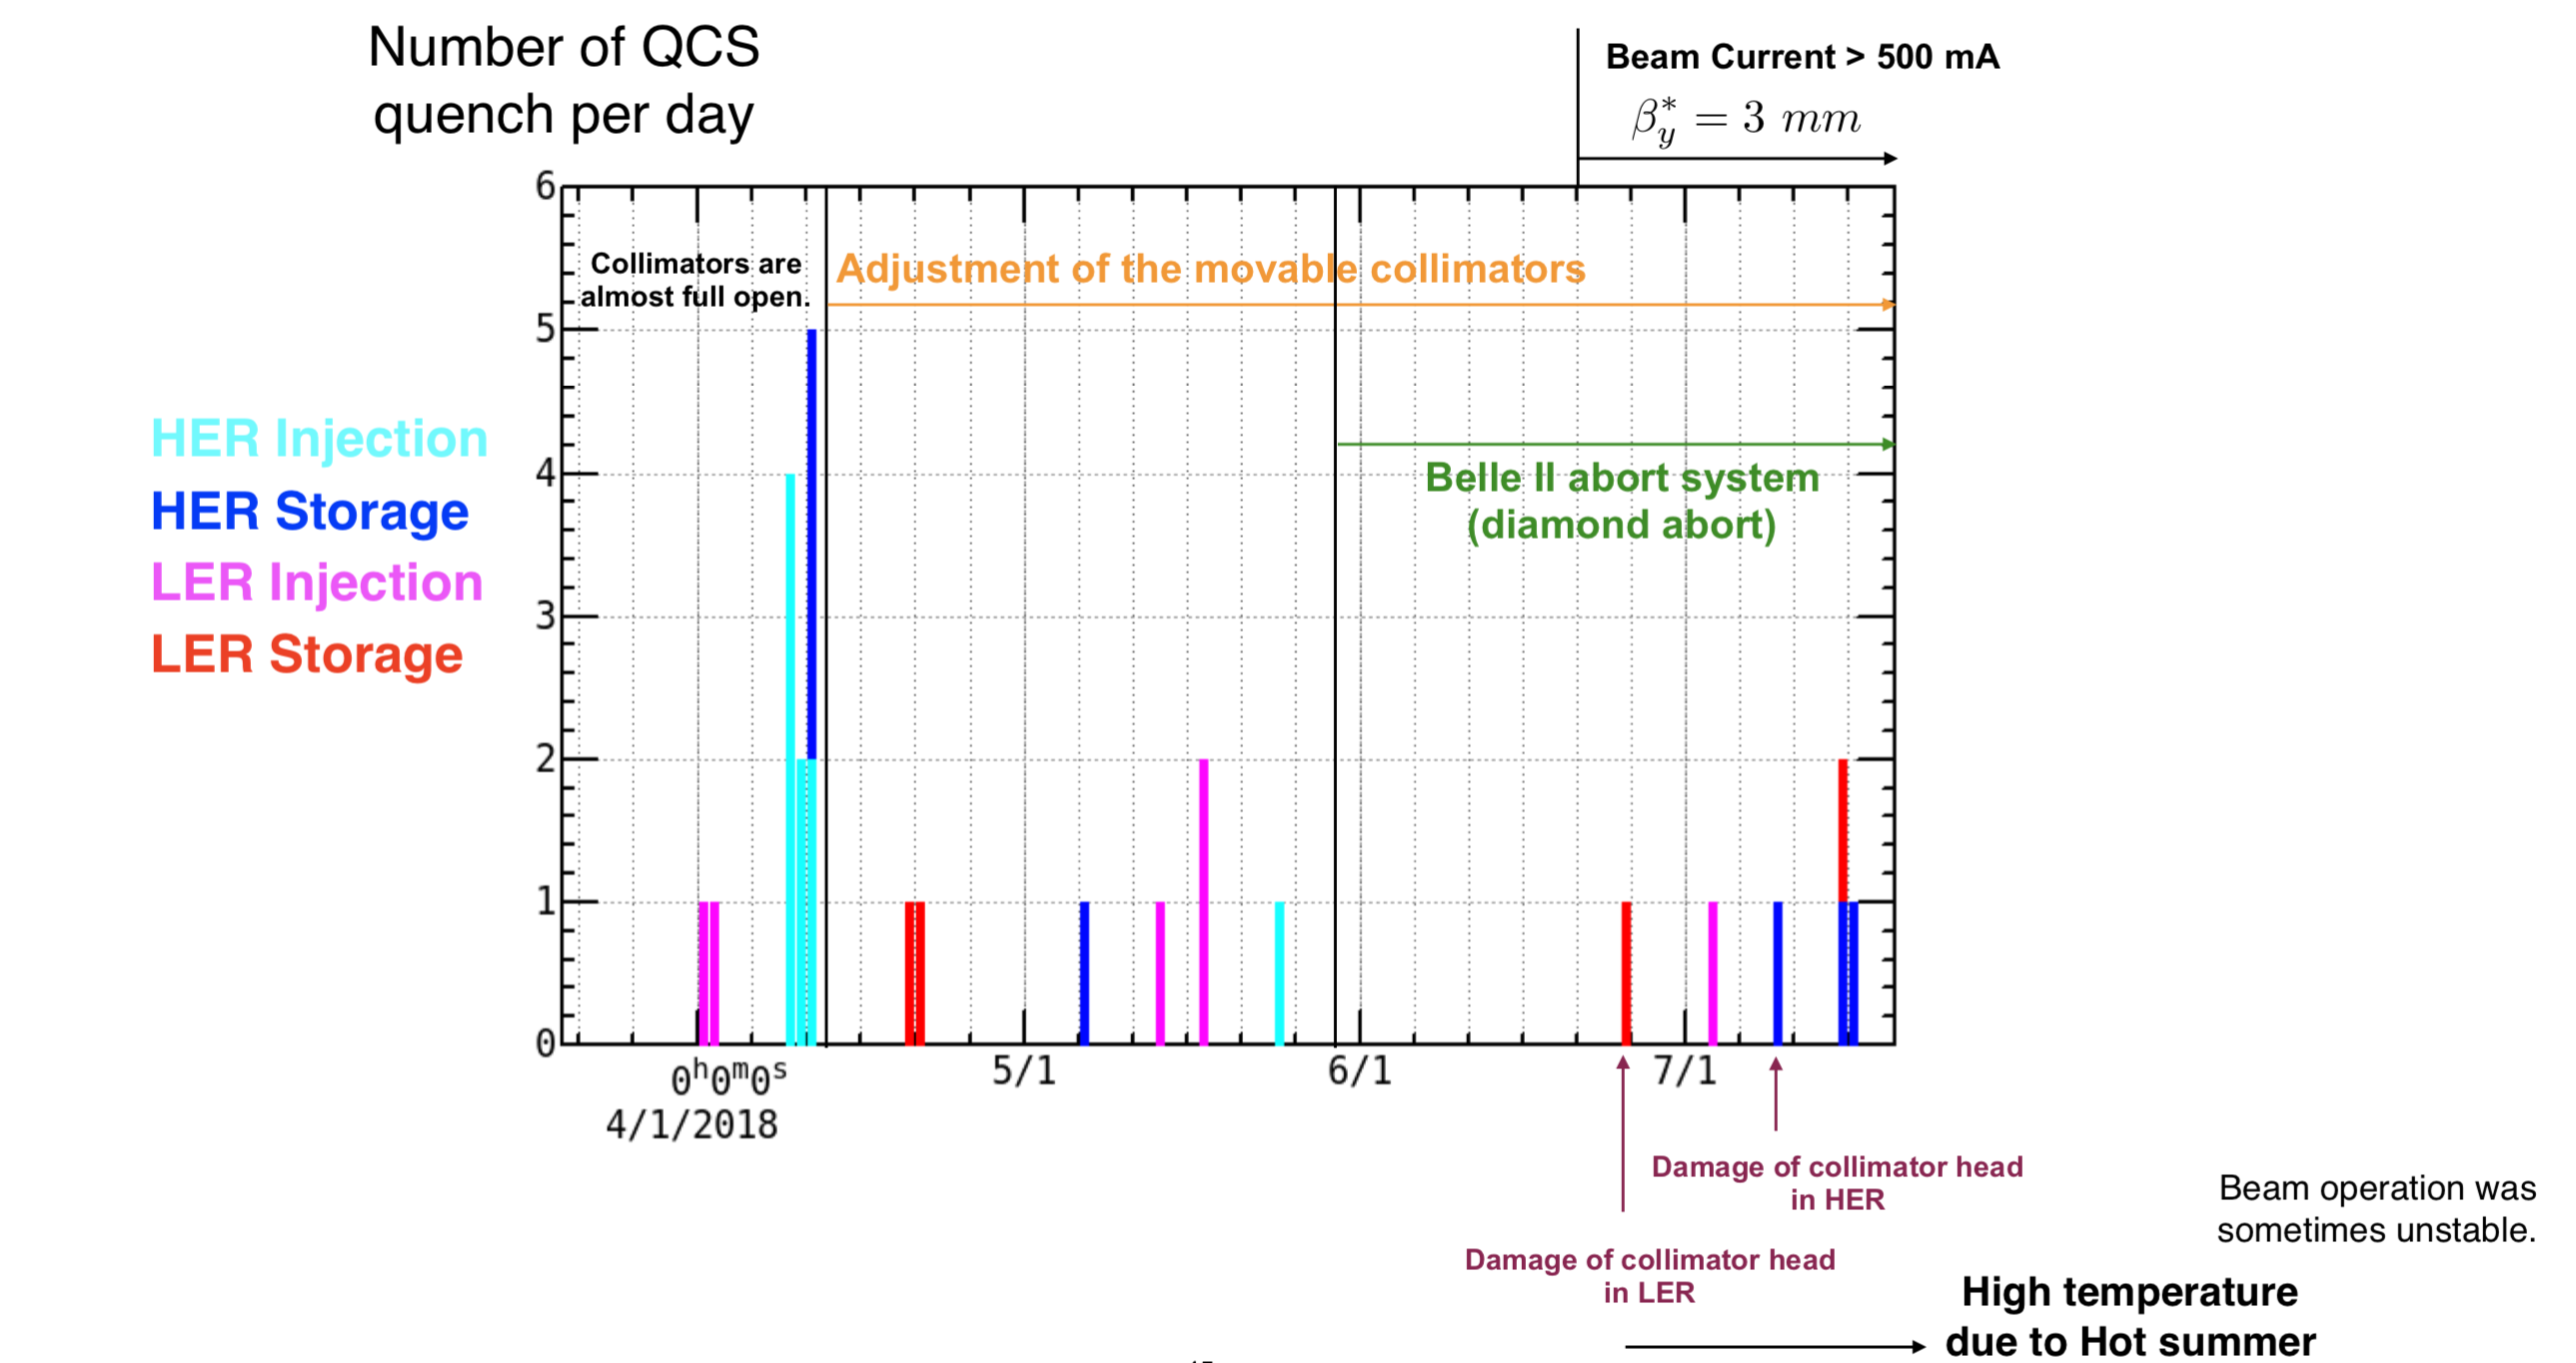 Number of QCS
quench per day
Beam Current > 500 mA
β*y = 3 mm
6
5
4
3
2
1
0
Collimators are
almost full open.
Adjustment of the movable collimators
HER Injection
HER Storage
LER Injection
LER Storage
Belle II abort system
(diamond abort)
0h0m0s
4/1/2018
5/1
6/1
7/1
Damage of collimator head
in HER
Damage of collimator head
in LER
Beam operation was
sometimes unstable.
High temperature
due to Hot summer